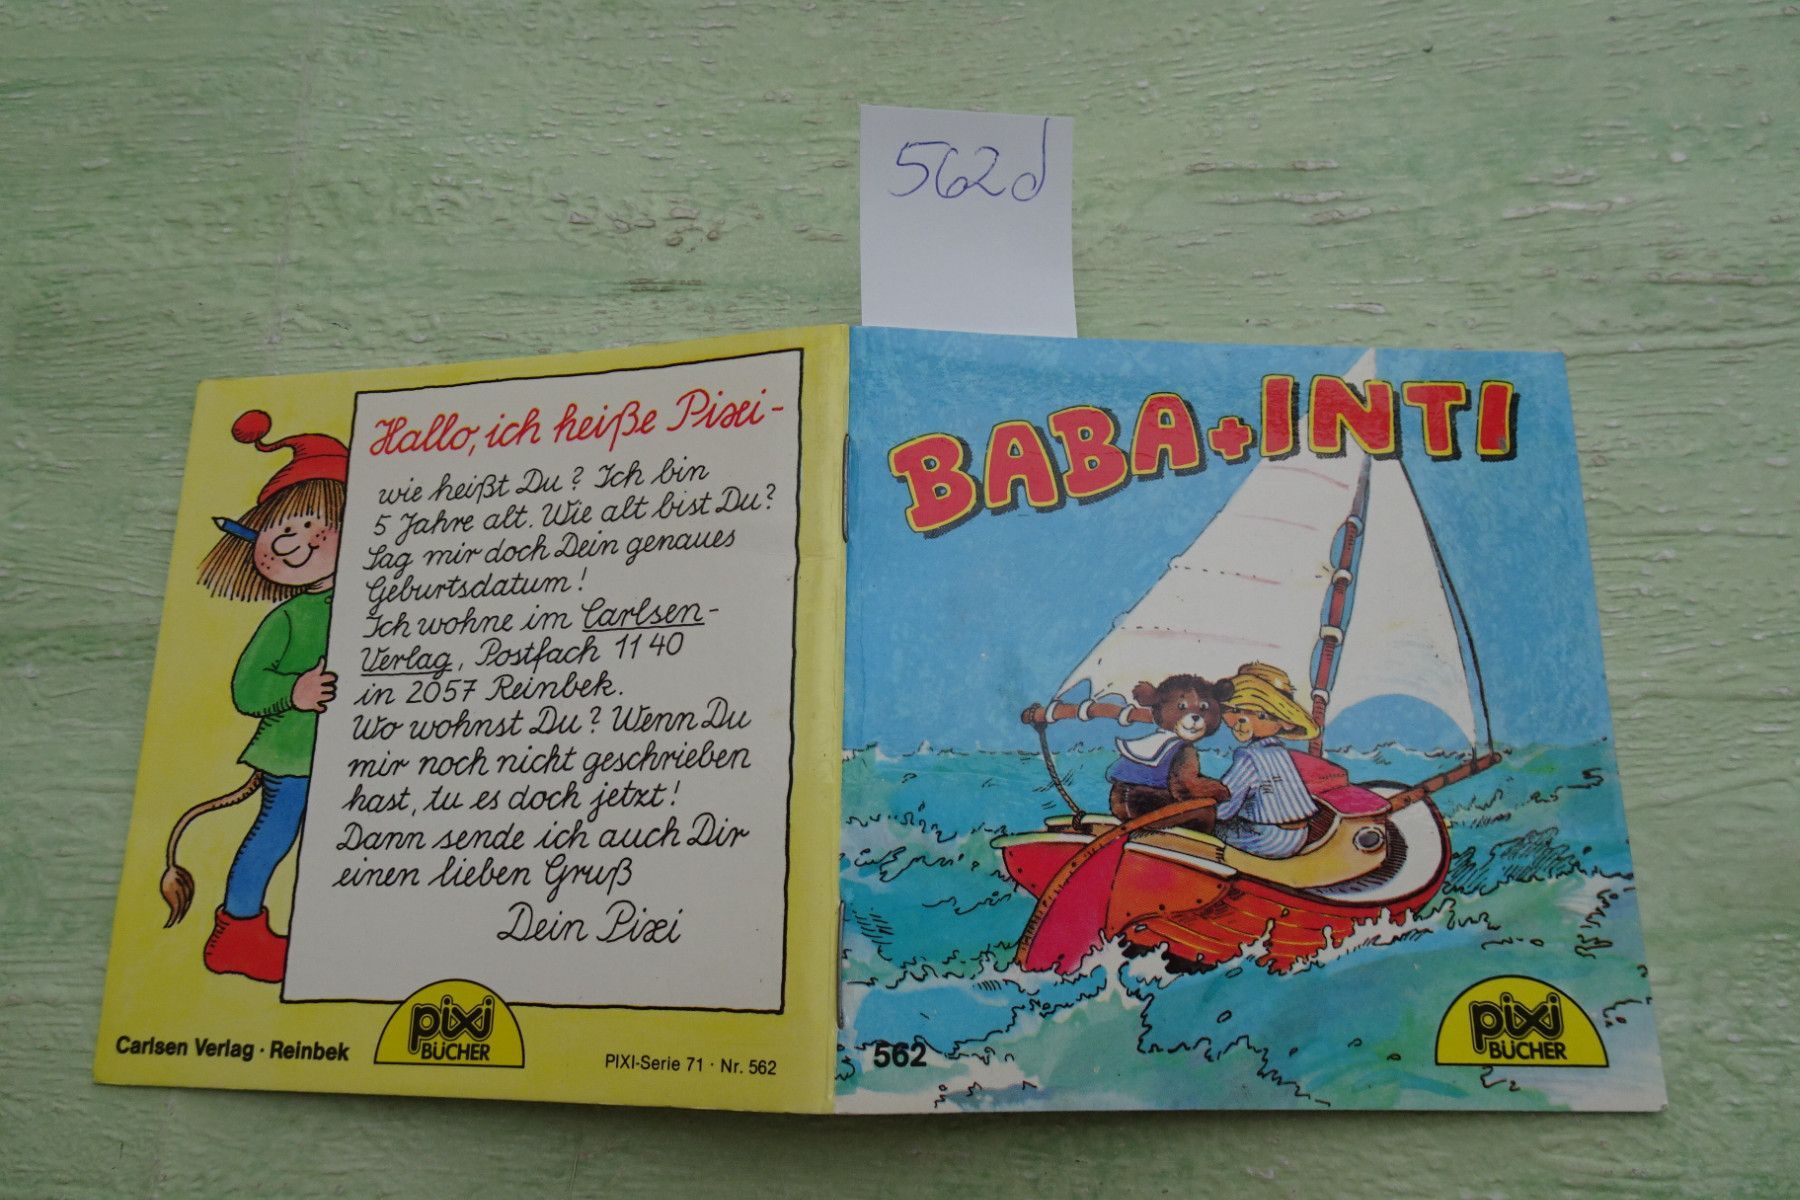 562d
Hallo, ich heiße Pixi-
wie heißt Du? Ich bin
5 Jahre alt. Wie alt bist Du?
Sag mir doch Dein genaues
Geburtsdatum!
Ich wohne im Carlsen-
Verlag, Postfach 11 40
in 2057 Reinbek.
Wo wohnst Du? Wenn Du
mir noch nicht geschrieben
hast, tu es doch jetzt!
Dann sende ich auch Dir
einen lieben Gruß
Dein Pixi
Carlsen Verlag · Reinbek
pixi
BÜCHER
PIXI-Serie 71 · Nr. 562
BABA + INTI
562
pixi
BÜCHER